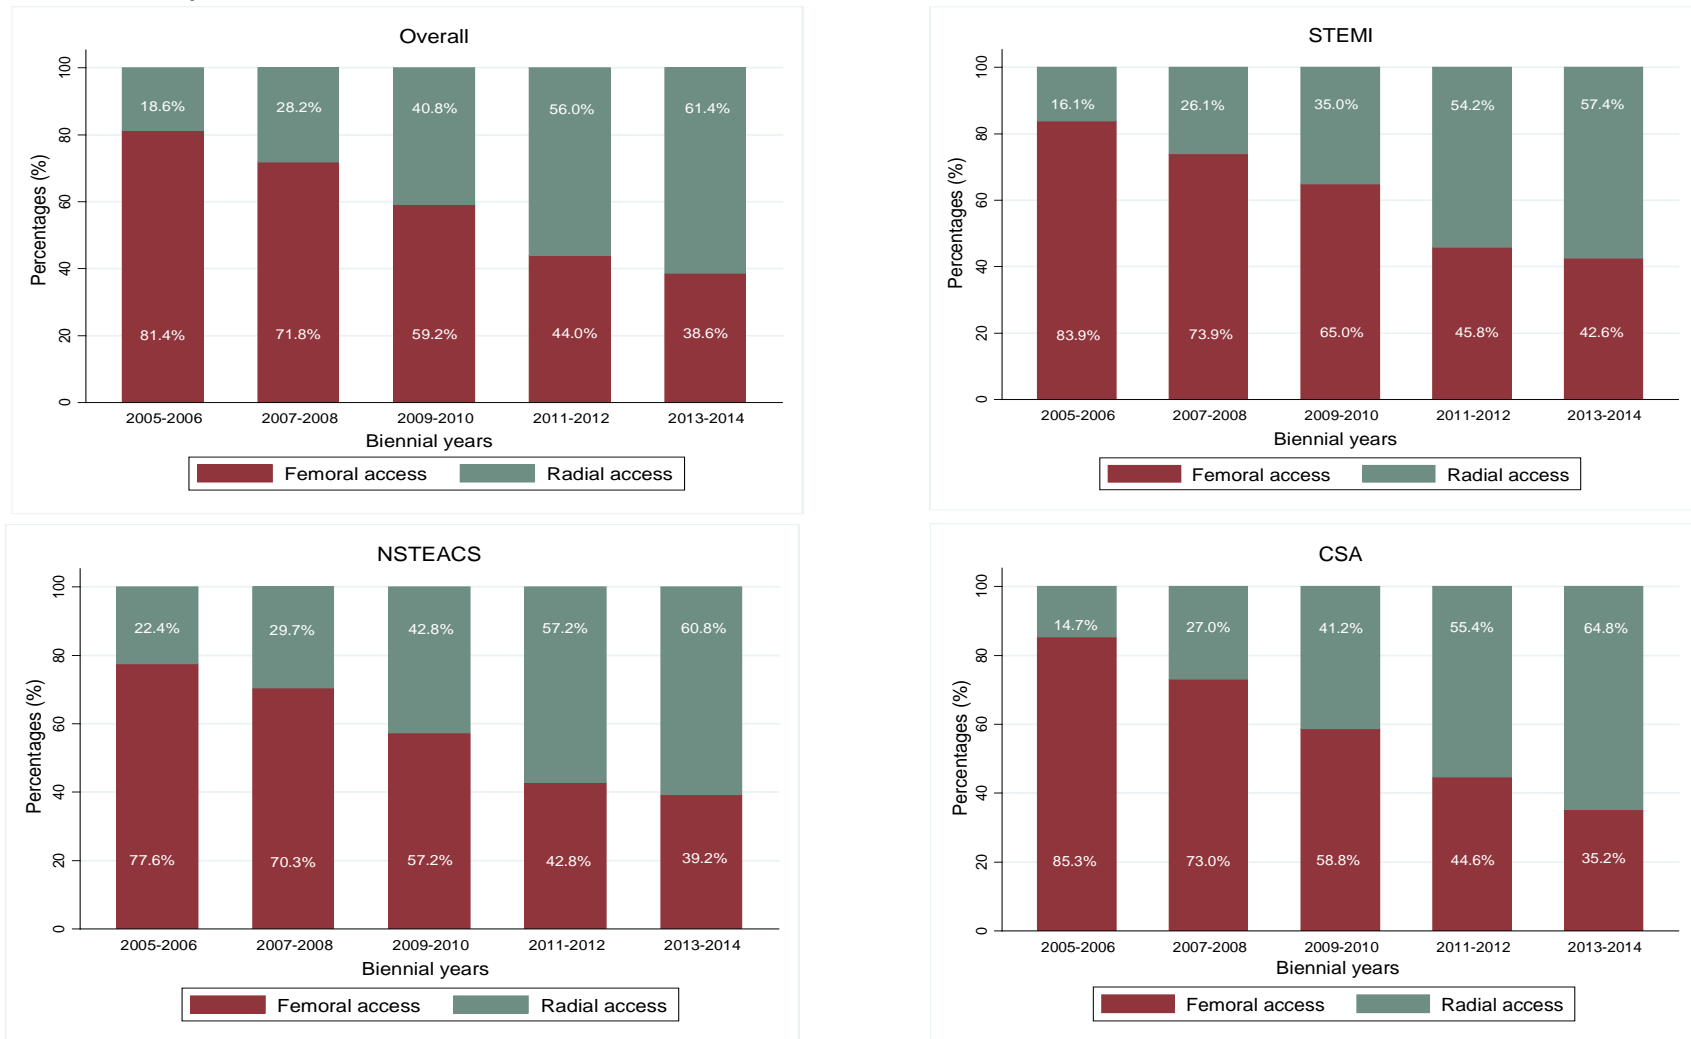 Overall
Percentages (%)
100
80
60
40
20
0
18.6% 28.2% 40.8% 56.0% 61.4%
81.4% 71.8% 59.2% 44.0% 38.6%
2005-2006 2007-2008 2009-2010 2011-2012 2013-2014
Biennial years
Femoral access Radial access
STEMI
Percentages (%)
100
80
60
40
20
0
16.1% 26.1% 35.0% 54.2% 57.4%
83.9% 73.9% 65.0% 45.8% 42.6%
2005-2006 2007-2008 2009-2010 2011-2012 2013-2014
Biennial years
Femoral access Radial access
NSTEACS
Percentages (%)
100
80
60
40
20
0
22.4% 29.7% 42.8% 57.2% 60.8%
77.6% 70.3% 57.2% 42.8% 39.2%
2005-2006 2007-2008 2009-2010 2011-2012 2013-2014
Biennial years
Femoral access Radial access
CSA
Percentages (%)
100
80
60
40
20
0
14.7% 27.0% 41.2% 55.4% 64.8%
85.3% 73.0% 58.8% 44.6% 35.2%
2005-2006 2007-2008 2009-2010 2011-2012 2013-2014
Biennial years
Femoral access Radial access